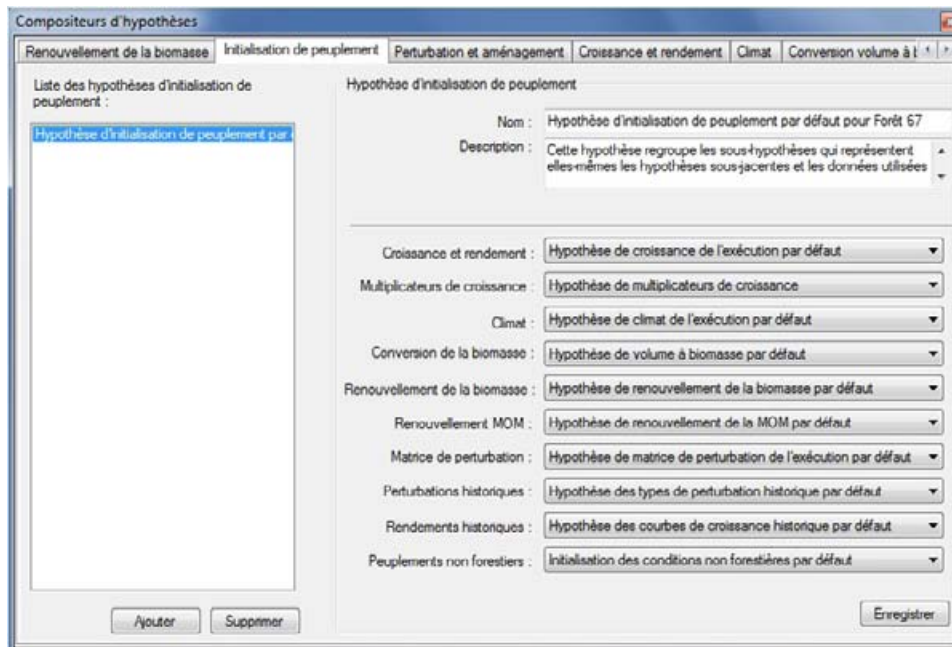 Compositeurs d'hypothèses
Renouvellement de la biomasse
Initialisation de peuplement
Perturbation et aménagement
Croissance et rendement
Climat
Conversion volume à b
Liste des hypothèses d'initialisation de
peuplement :
Hypothèse d'initialisation de peuplement par
Hypothèse d'initialisation de peuplement
Nom :
Hypothèse d'initialisation de peuplement par défaut pour Forêt 67
Description :
Cette hypothèse regroupe les sous-hypothèses qui représentent
elles-mêmes les hypothèses sous-jacentes et les données utilisées
Croissance et rendement :
Hypothèse de croissance de l'exécution par défaut
Multiplicateurs de croissance :
Hypothèse de multiplicateurs de croissance
Climat :
Hypothèse de climat de l'exécution par défaut
Conversion de la biomasse :
Hypothèse de volume à biomasse par défaut
Renouvellement de la biomasse :
Hypothèse de renouvellement de la biomasse par défaut
Renouvellement MOM :
Hypothèse de renouvellement de la MOM par défaut
Matrice de perturbation :
Hypothèse de matrice de perturbation de l'exécution par défaut
Perturbations historiques :
Hypothèse des types de perturbation historique par défaut
Rendements historiques :
Hypothèse des courbes de croissance historique par défaut
Peuplements non forestiers :
Initialisation des conditions non forestières par défaut
Ajouter
Supprimer
Enregistrer